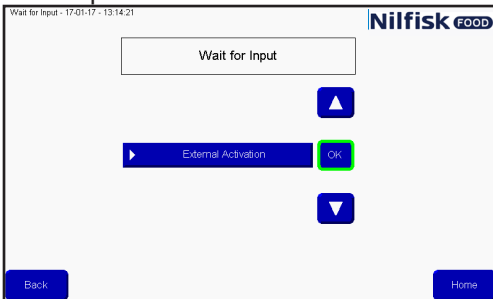 Wait for Input - 17-01-17 - 13:14:21
Nilfisk FOOD
Wait for Input
External Activation
OK
Back
Home